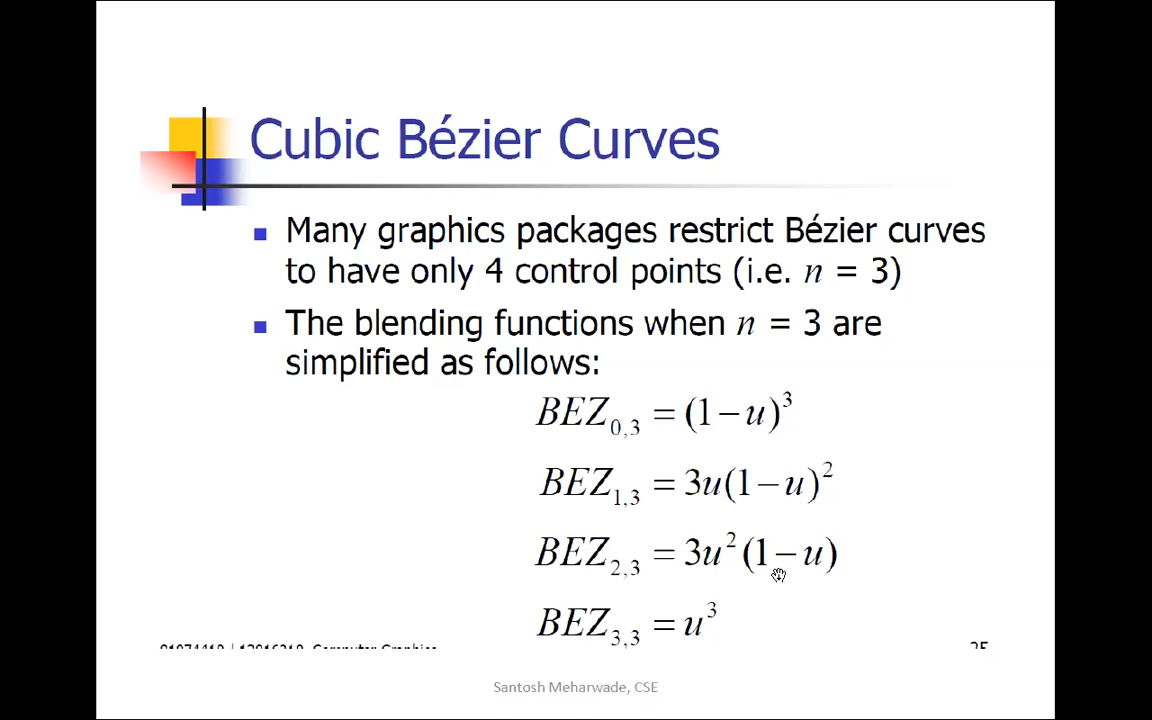 Cubic Bézier Curves
Many graphics packages restrict Bézier curves
to have only 4 control points (i.e. n = 3)
The blending functions when n = 3 are
simplified as follows:
BEZ₀,₃ = (1 − u)³
BEZ₁,₃ = 3u(1 − u)²
BEZ₂,₃ = 3u²(1 − u)
BEZ₃,₃ = u³
Computer Graphics
Santosh Meharwade, CSE